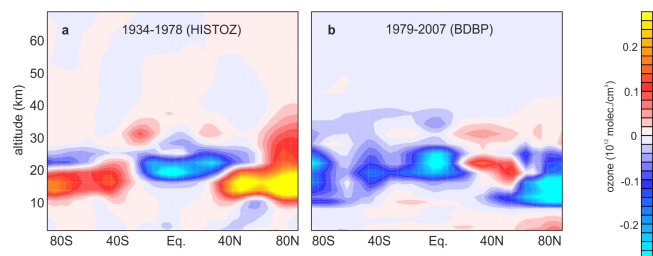 a 1934-1978 (HISTOZ)
b 1979-2007 (BDBP)
altitude (km)
60
50
40
30
20
10
80S 40S Eq. 40N 80N
80S 40S Eq. 40N 80N
0.2
0.1
0
-0.1
-0.2
ozone (10¹² molec./cm³)